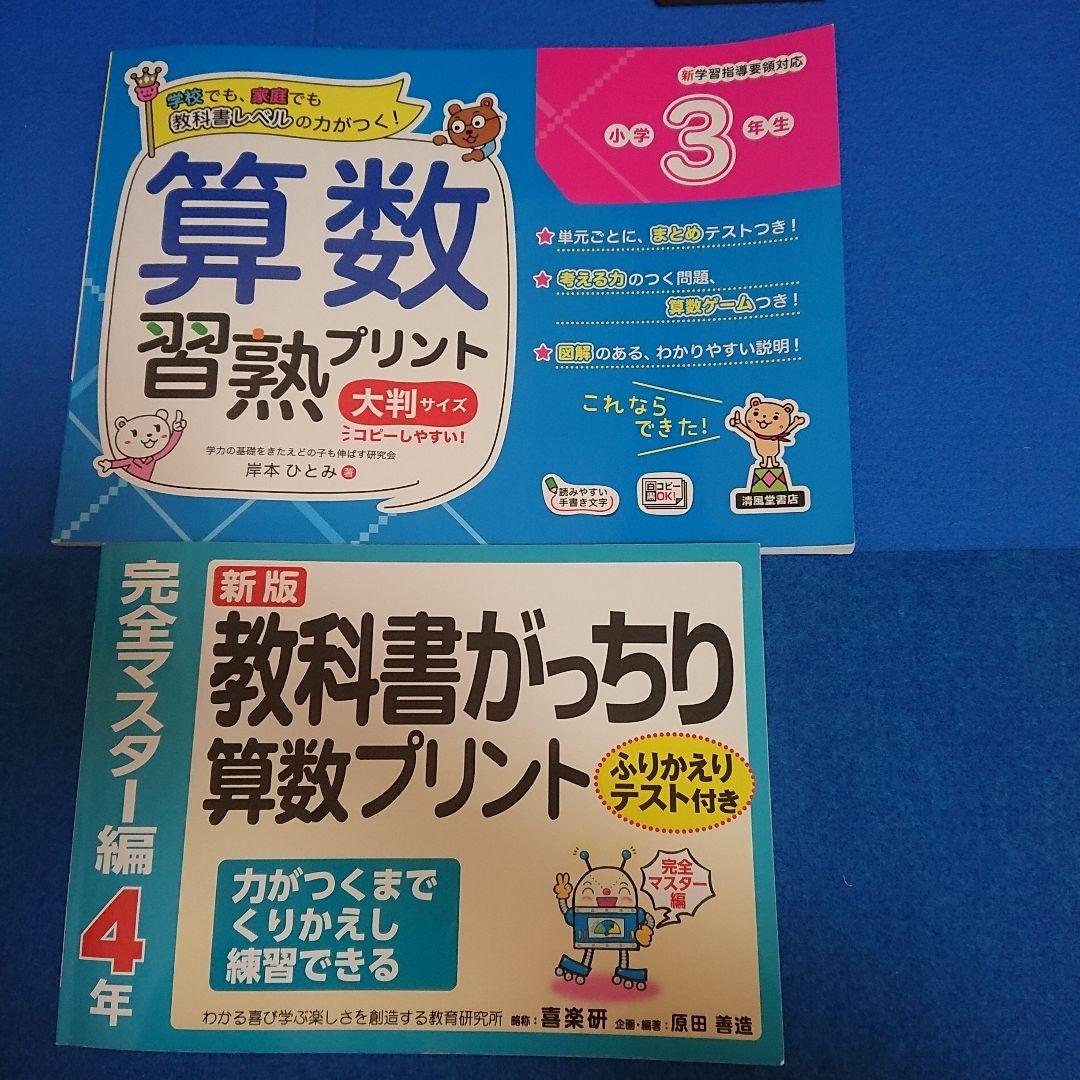 学校でも、家庭でも
教科書レベルの力がつく!
算数
習熟プリント
大判サイズ
コピーしやすい!
学力の基礎をきたえどの子も伸ばす研究会
岸本 ひとみ 著
新学習指導要領対応
小学3年生
単元ごとに、まとめテストつき!
考える力のつく問題、
算数ゲームつき!
図解のある、わかりやすい説明!
これなら
できた!
読みやすい
手書き文字
白黒コピー
OK!
清風堂書店
完全マスター編4年
新版
教科書がっちり
算数プリント
ふりかえり
テスト付き
完全
マスター
編
力がつくまで
くりかえし
練習できる
わかる喜び学ぶ楽しさを創造する教育研究所 略称:喜楽研 企画・編著:原田 善造